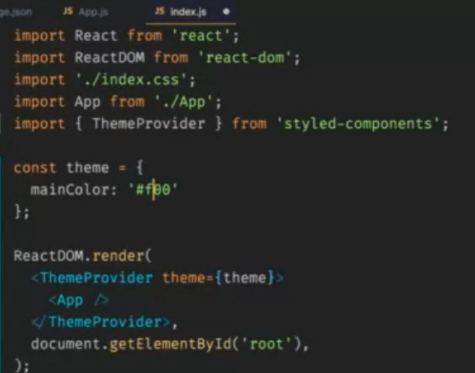 ge.json JS App.js JS index.js
import React from 'react';
import ReactDOM from 'react-dom';
import './index.css';
import App from './App';
import { ThemeProvider } from 'styled-components';
const theme = {
mainColor: '#f00'
};
ReactDOM.render(
<ThemeProvider theme={theme}>
<App />
</ThemeProvider>,
document.getElementById('root'),
);